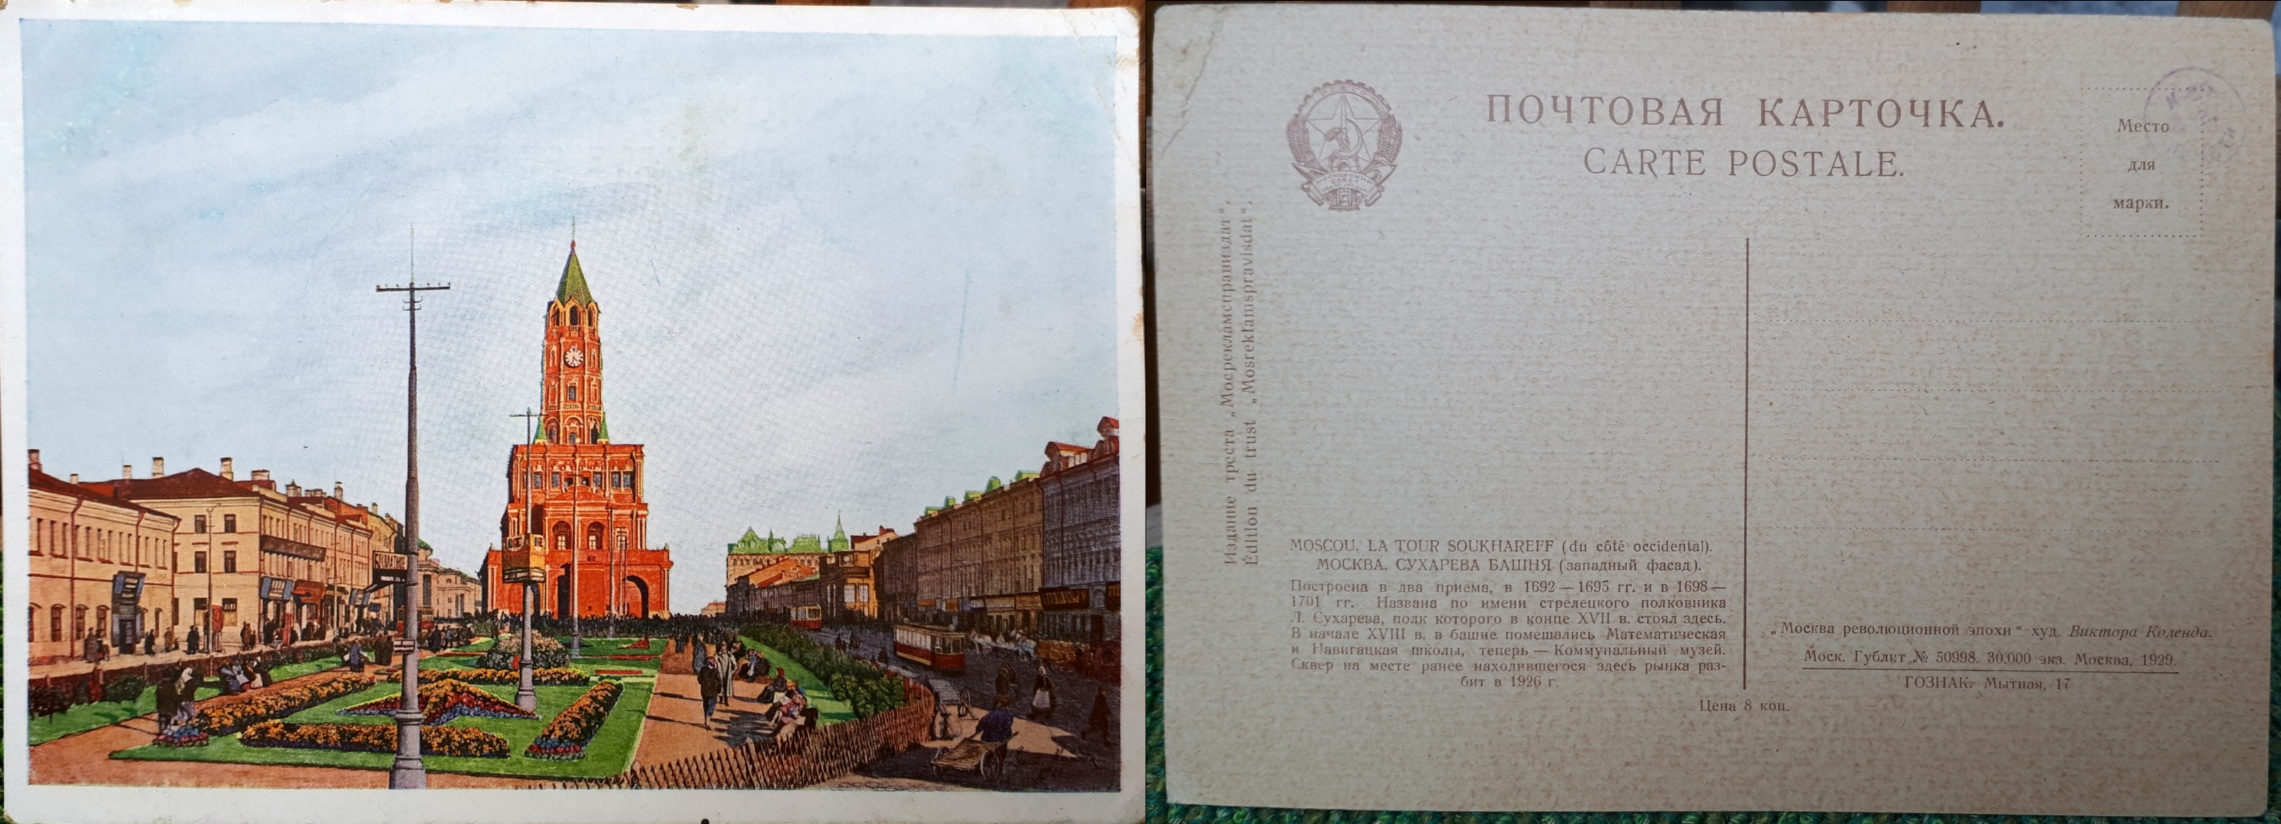 ПОЧТОВАЯ КАРТОЧКА.
CARTE POSTALE.
Место
для
марки.
Издание треста „Мосрекламсправиздат“.
Édition du trust „Mosreklamspravisdat“.
MOSCOU. LA TOUR SOUKHAREFF (du côté occidental).
МОСКВА. СУХАРЕВА БАШНЯ (западный фасад).
Построена в два приема, в 1692—1695 гг. и в 1698—
1701 гг. Названа по имени стрелецкого полковника
Л. Сухарева, полк которого в конце XVII в. стоял здесь.
В начале XVIII в. в башне помещались Математическая
и Навигацкая школы, теперь — Коммунальный музей.
Сквер на месте ранее находившегося здесь рынка раз-
бит в 1926 г.
„Москва революционной эпохи“ худ. Виктора Коленда.
Моск. Гублит № 50998. 30.000 экз. Москва, 1929.
ГОЗНАК. Мытная, 17
Цена 8 коп.